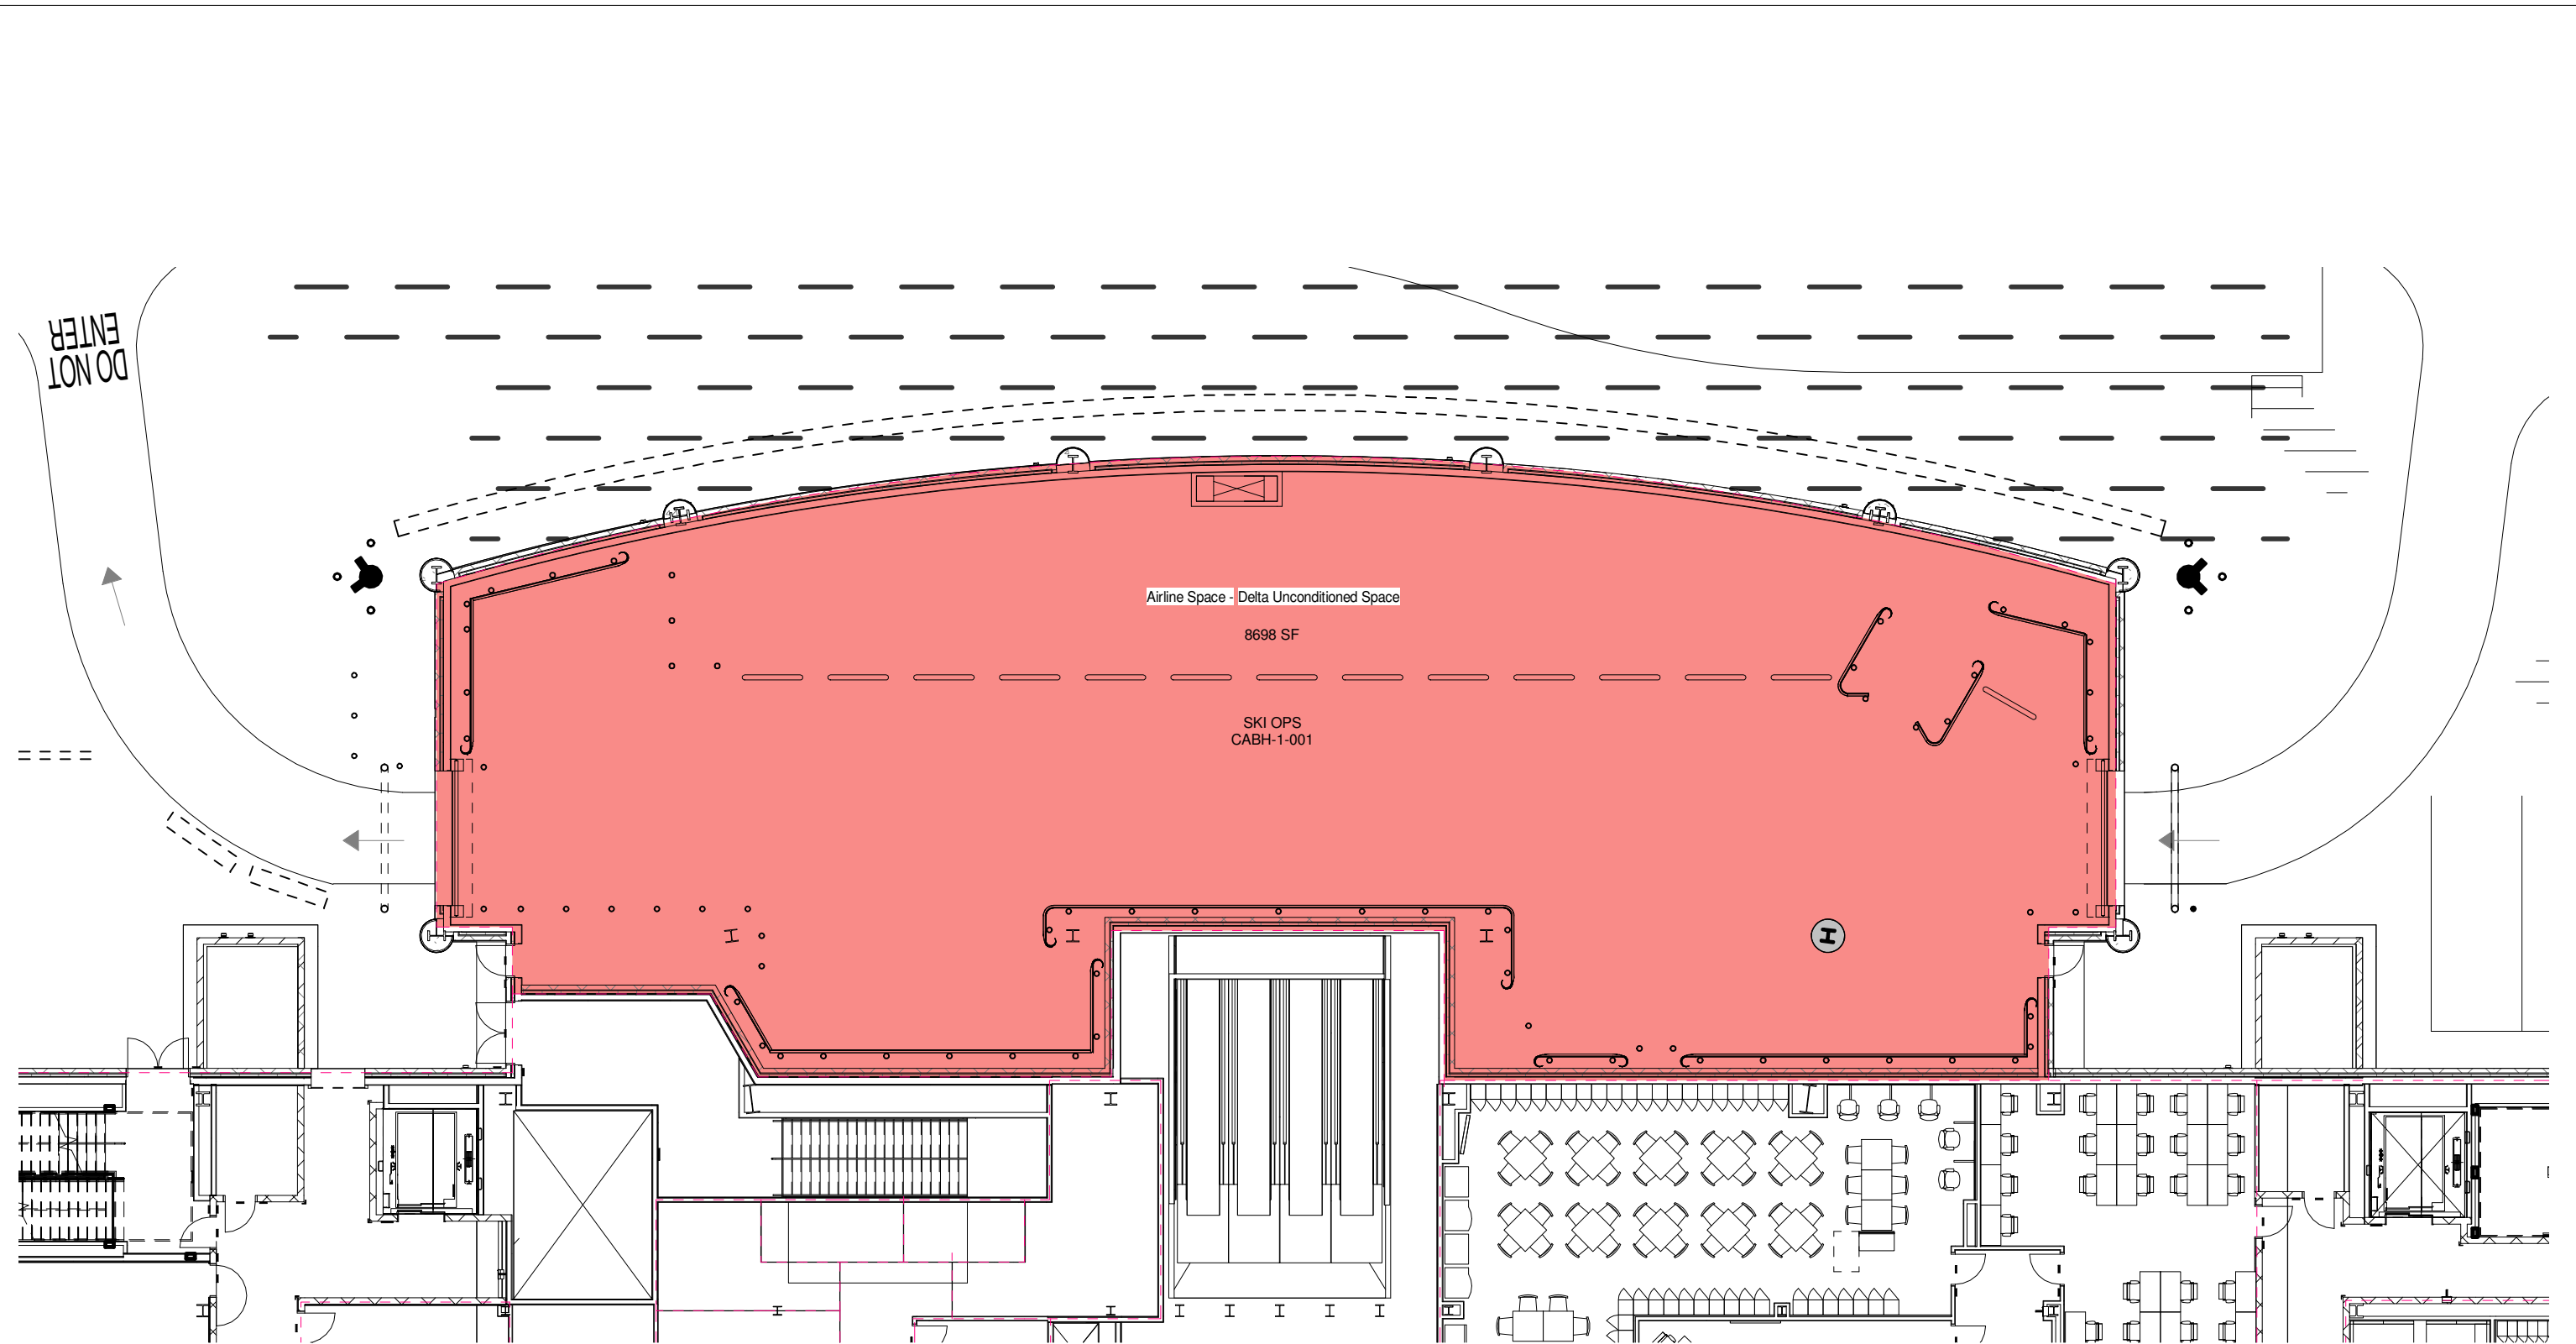 DO NOT
ENTER
Airline Space - Delta Unconditioned Space
8698 SF
SKI OPS
CABH-1-001